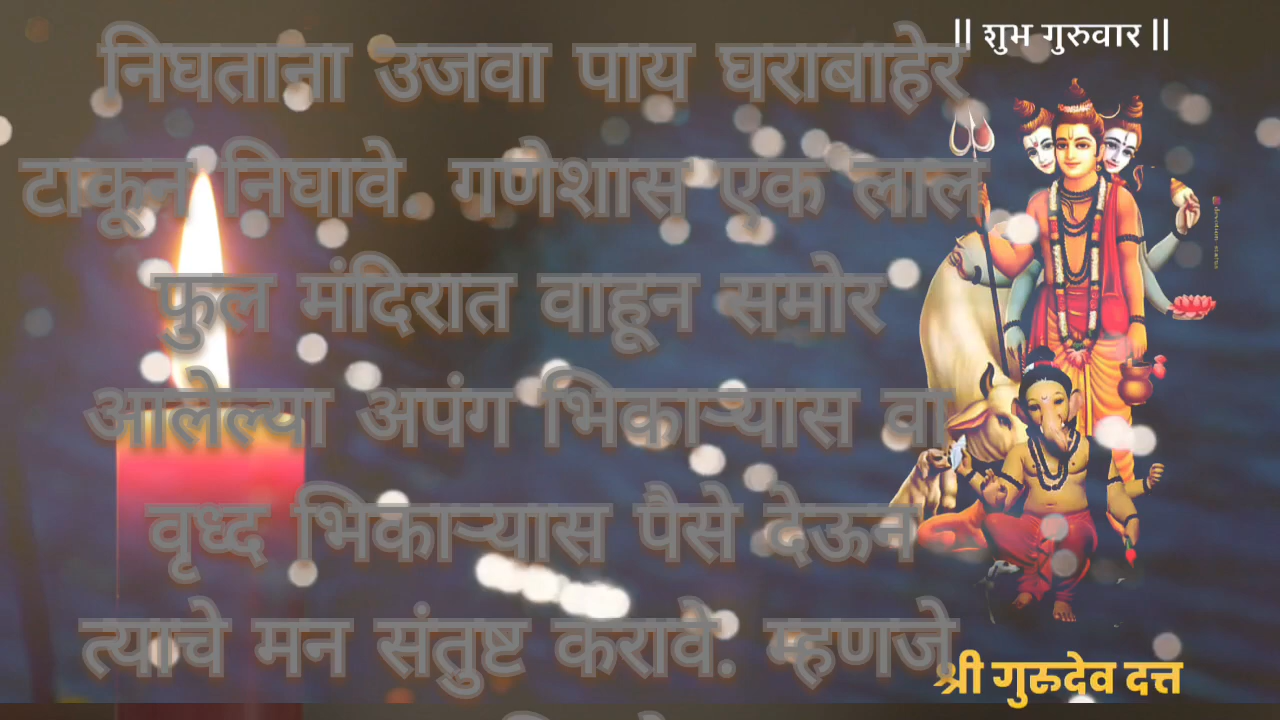 || शुभ गुरुवार ||
निघताना उजवा पाय घराबाहेर
टाकून निघावे. गणेशास एक लाल
फुल मंदिरात वाहून समोर
आलेल्या अपंग भिकाऱ्यास वा
वृध्द भिकाऱ्यास पैसे देऊन
त्याचे मन संतुष्ट करावे. म्हणजे
श्री गुरुदेव दत्त